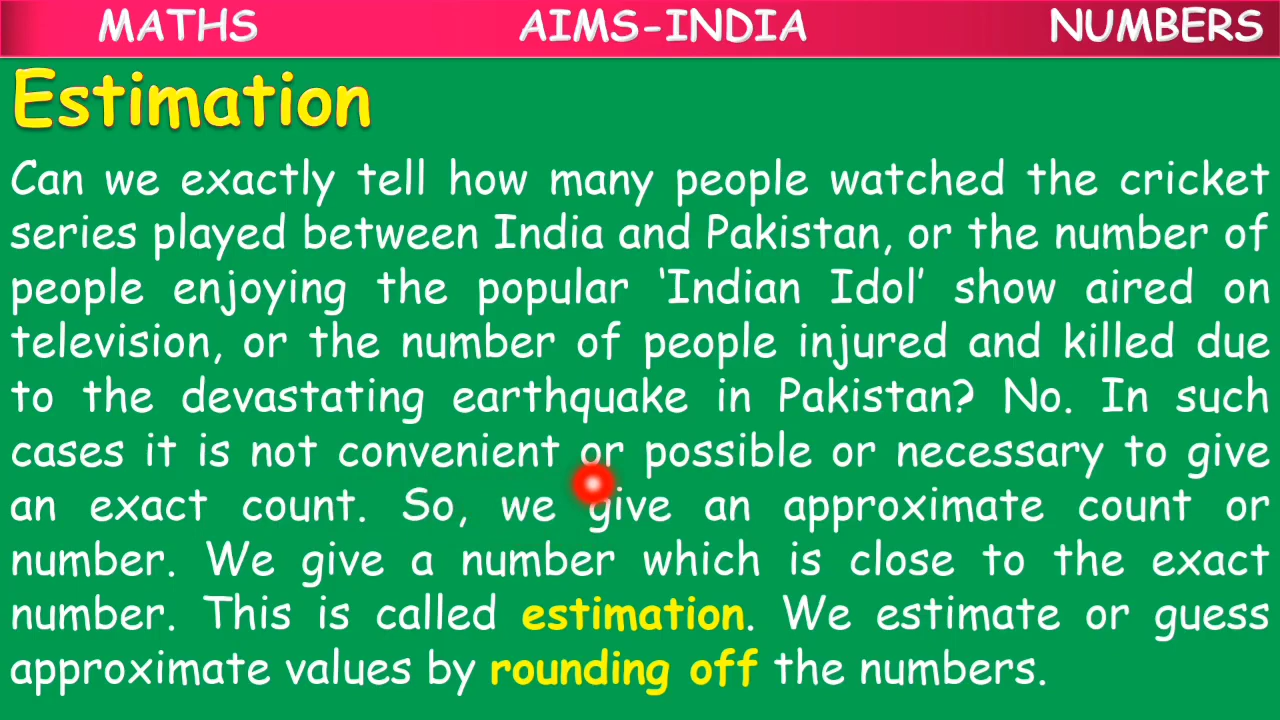 MATHS AIMS-INDIA NUMBERS
Estimation
Can we exactly tell how many people watched the cricket
series played between India and Pakistan, or the number of
people enjoying the popular ‘Indian Idol’ show aired on
television, or the number of people injured and killed due
to the devastating earthquake in Pakistan? No. In such
cases it is not convenient or possible or necessary to give
an exact count. So, we give an approximate count or
number. We give a number which is close to the exact
number. This is called estimation. We estimate or guess
approximate values by rounding off the numbers.